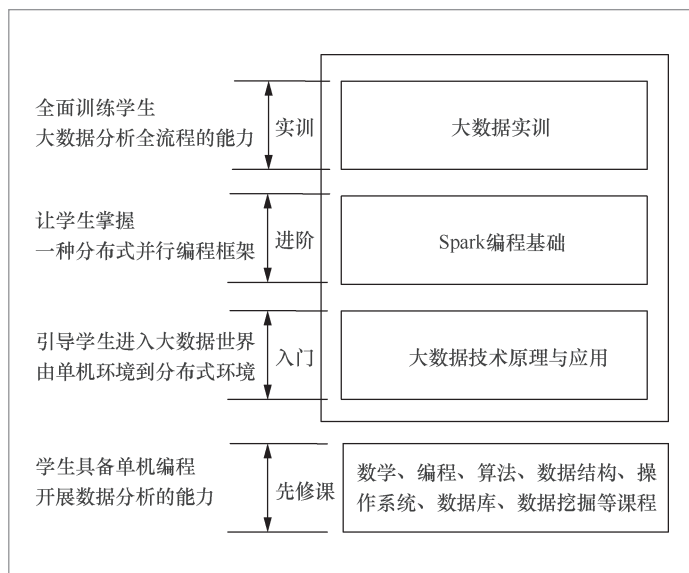 全面训练学生
大数据分析全流程的能力
实训
大数据实训
让学生掌握
一种分布式并行编程框架
进阶
Spark编程基础
引导学生进入大数据世界
由单机环境到分布式环境
入门
大数据技术原理与应用
学生具备单机编程
开展数据分析的能力
先修课
数学、编程、算法、数据结构、操
作系统、数据库、数据挖掘等课程